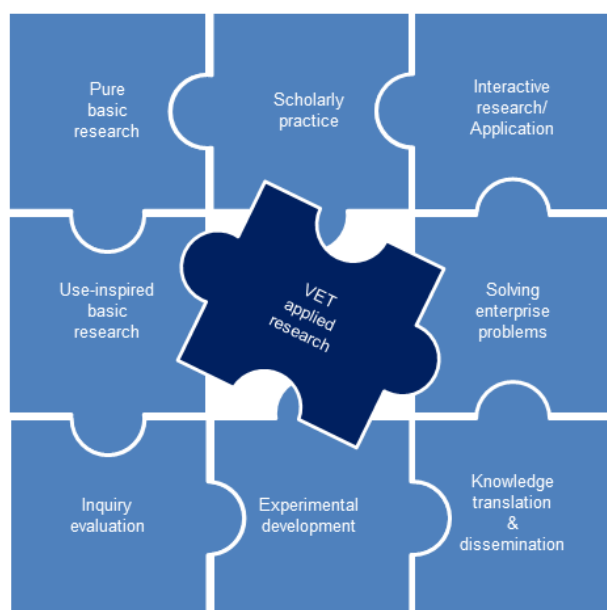 Pure
basic
research
Scholarly
practice
Interactive
research/
Application
Use-inspired
basic
research
VET
applied
research
Solving
enterprise
problems
Inquiry
evaluation
Experimental
development
Knowledge
translation
&
dissemination